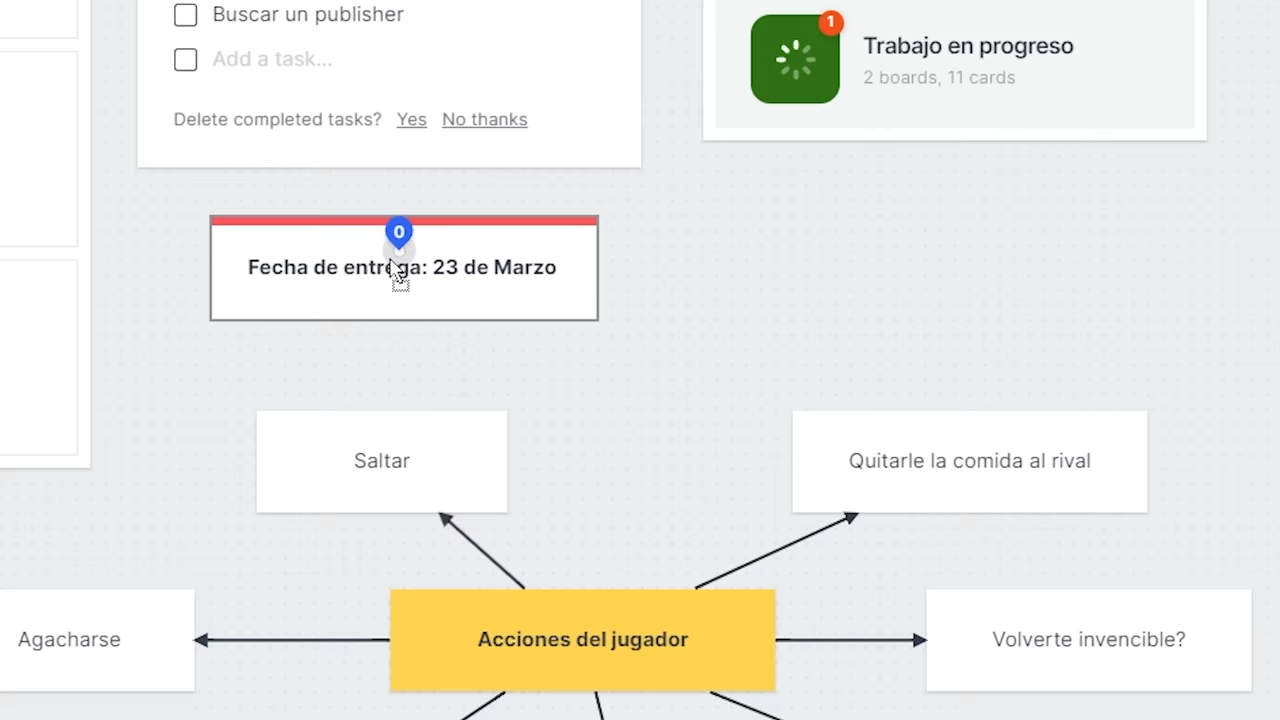 Buscar un publisher
Add a task...
Delete completed tasks? Yes No thanks
1
Trabajo en progreso
2 boards, 11 cards
0
Fecha de entrega: 23 de Marzo
Saltar
Quitarle la comida al rival
Agacharse
Acciones del jugador
Volverte invencible?